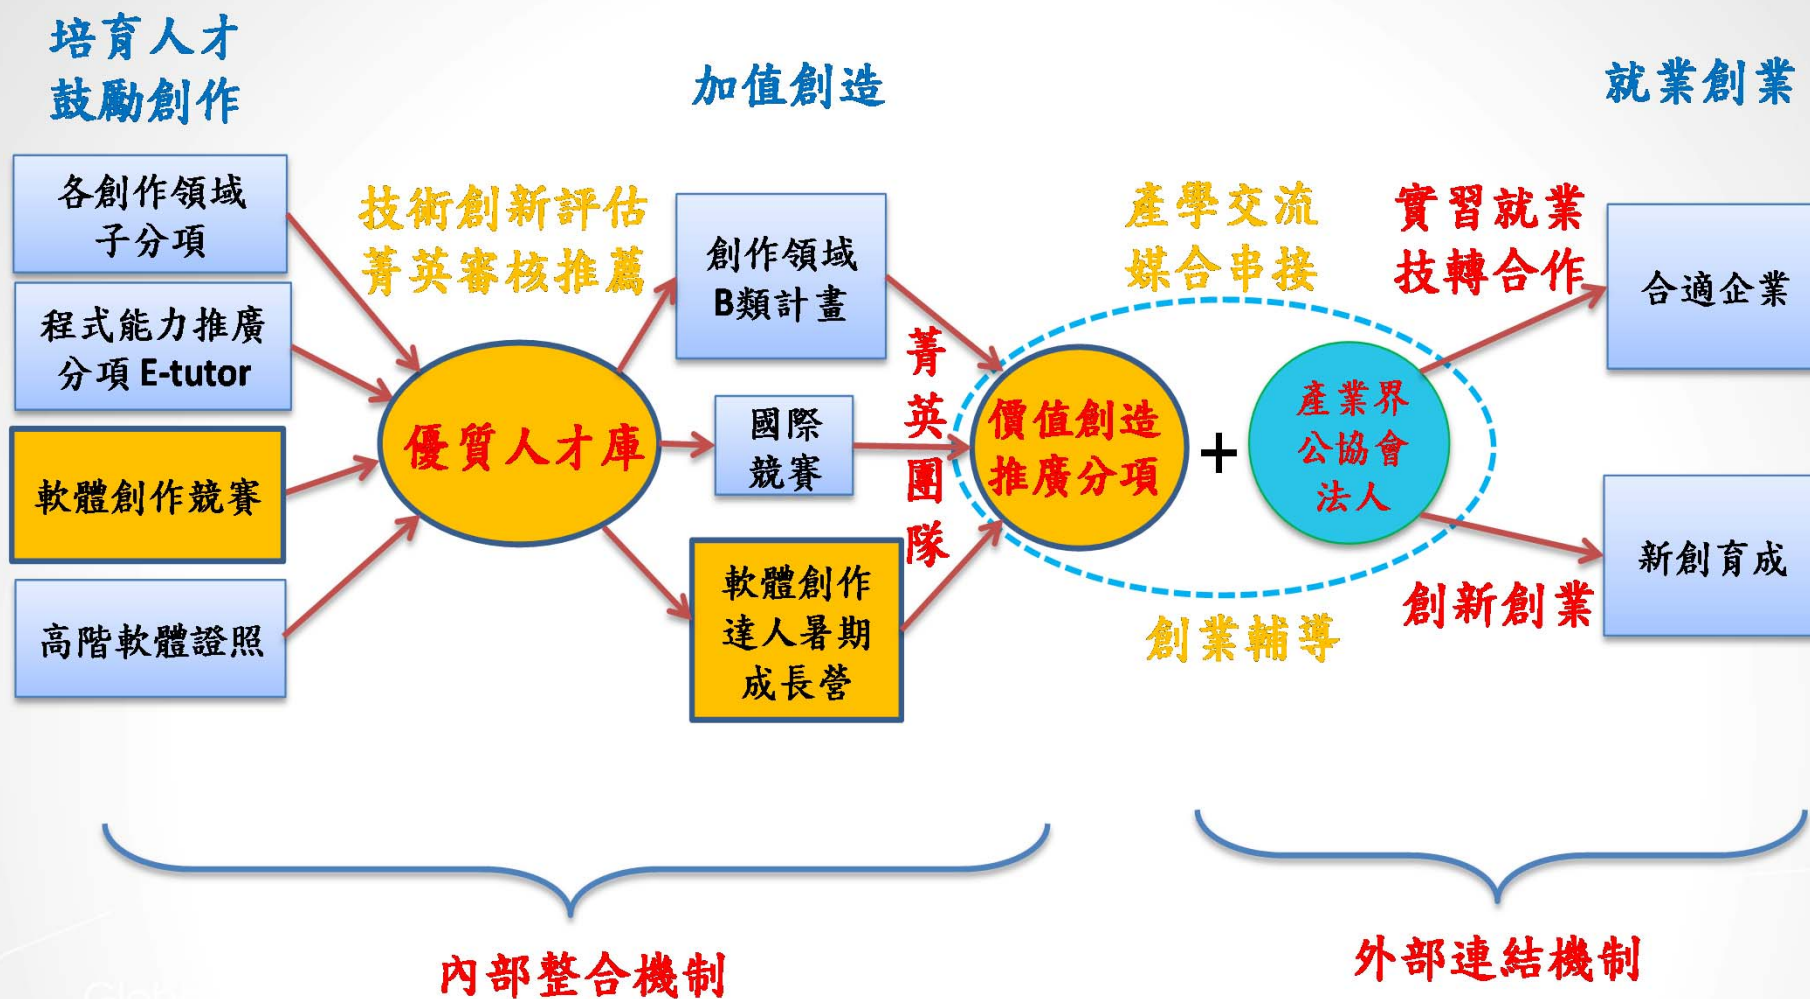 培育人才
鼓勵創作
加值創造
就業創業
各創作領域
子分項
程式能力推廣
分項 E-tutor
軟體創作競賽
高階軟體證照
技術創新評估
菁英審核推薦
優質人才庫
創作領域
B類計畫
國際
競賽
軟體創作
達人暑期
成長營
菁
英
團
隊
產學交流
媒合串接
價值創造
推廣分項
+
產業界
公協會
法人
創業輔導
實習就業
技轉合作
創新創業
合適企業
新創育成
內部整合機制
外部連結機制